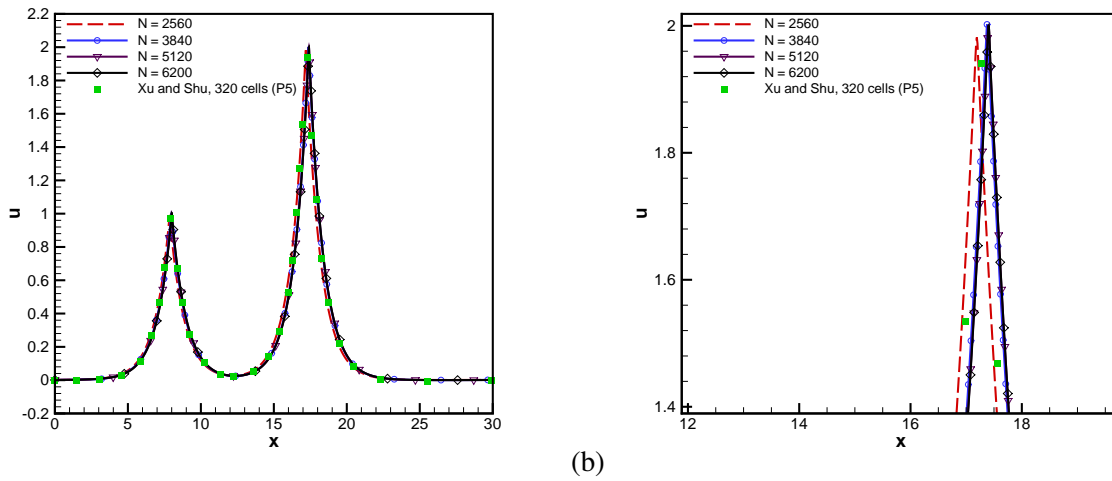 N = 2560
N = 3840
N = 5120
N = 6200
Xu and Shu, 320 cells (P5)
2.2
2
1.8
1.6
1.4
1.2
1
0.8
0.6
0.4
0.2
0
-0.2
u
0 5 10 15 20 25 30
x
N = 2560
N = 3840
N = 5120
N = 6200
Xu and Shu, 320 cells (P5)
2
1.8
1.6
1.4
u
12 14 16 18
x
(b)